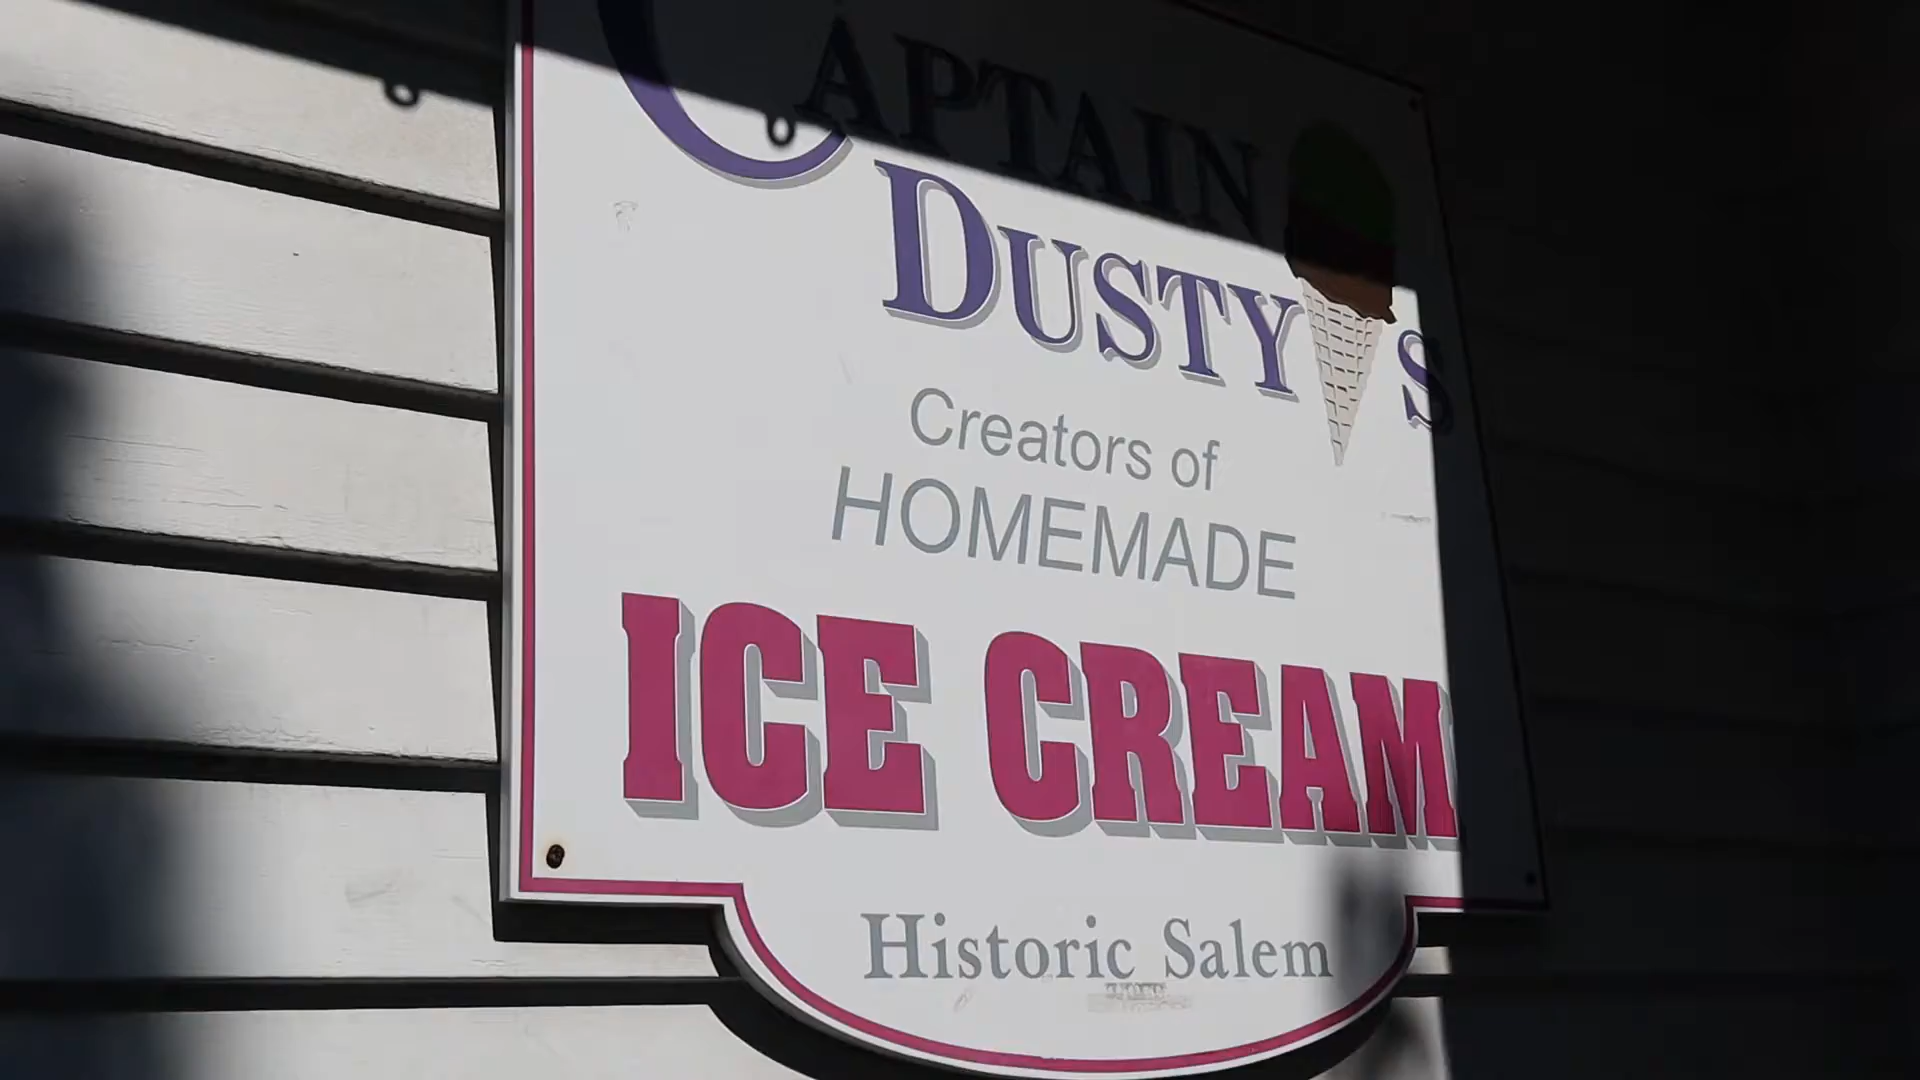 CAPTAIN
DUSTY'S
Creators of
HOMEMADE
ICE CREAM
Historic Salem